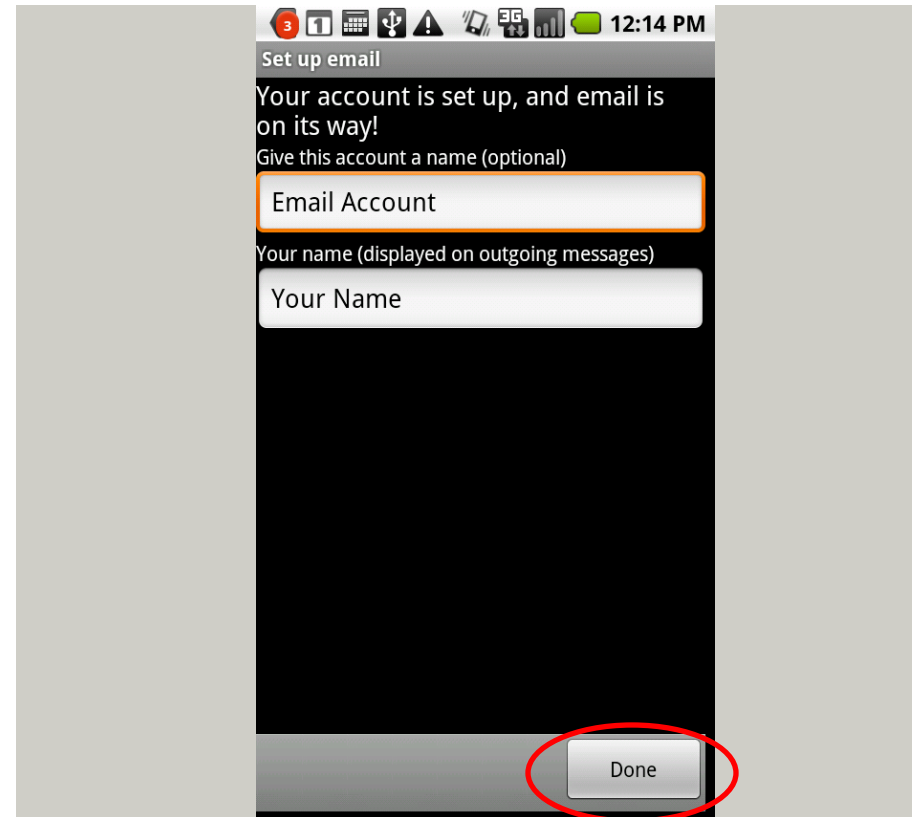 3 1 3G 12:14 PM
Set up email
Your account is set up, and email is
on its way!
Give this account a name (optional)
Email Account
Your name (displayed on outgoing messages)
Your Name
Done